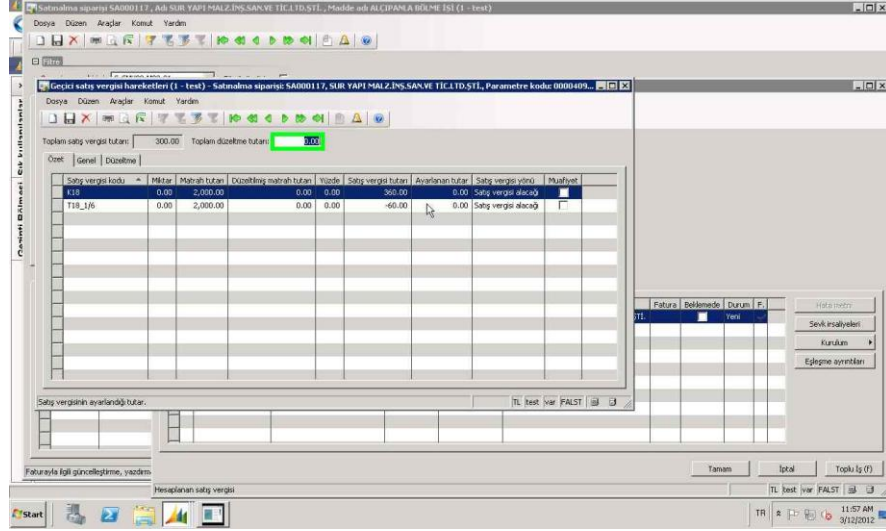 Satınalma siparişi SA000117, Adı SUR YAPI MALZ.İNŞ.SAN.VE TİC.LTD.ŞTİ., Madde adı ALÇIPANLA BÖLME İŞİ (1 - test)
Dosya Düzen Araçlar Komut Yardım
Filtre
Geçici satış vergisi hareketleri (1 - test) - Satınalma siparişi: SA000117, SUR YAPI MALZ.İNŞ.SAN.VE TİC.LTD.ŞTİ., Parametre kodu: 0000409...
Dosya Düzen Araçlar Komut Yardım
Toplam satış vergisi tutarı: 300.00 Toplam düzeltme tutarı: 0.00
Özet Genel Düzeltme
Satış vergisi kodu Miktar Matrah tutarı Düzeltilmiş matrah tutarı Yüzde Satış vergisi tutarı Ayarlanan tutar Satış vergisi yönü Muafiyet
K18 0.00 2,000.00 0.00 0.00 360.00 0.00 Satış vergisi alacağı
T18_1/6 0.00 2,000.00 0.00 0.00 -60.00 0.00 Satış vergisi alacağı
Sık kullanılanlar
Gezinti Bölmesi
Fatura Beklemede Durum F.
ŞTİ. Yeni
Hata metni
Sevk irsaliyeleri
Kurulum
Eşleşme ayrıntıları
Satış vergisinin ayarlandığı tutar.
TL test var FALST
Tamam İptal Toplu İş (f)
Faturayla ilgili güncelleştirme, yazdırm
Hesaplanan satış vergisi
TL test var FALST
Start
TR
11:57 AM
3/12/2012